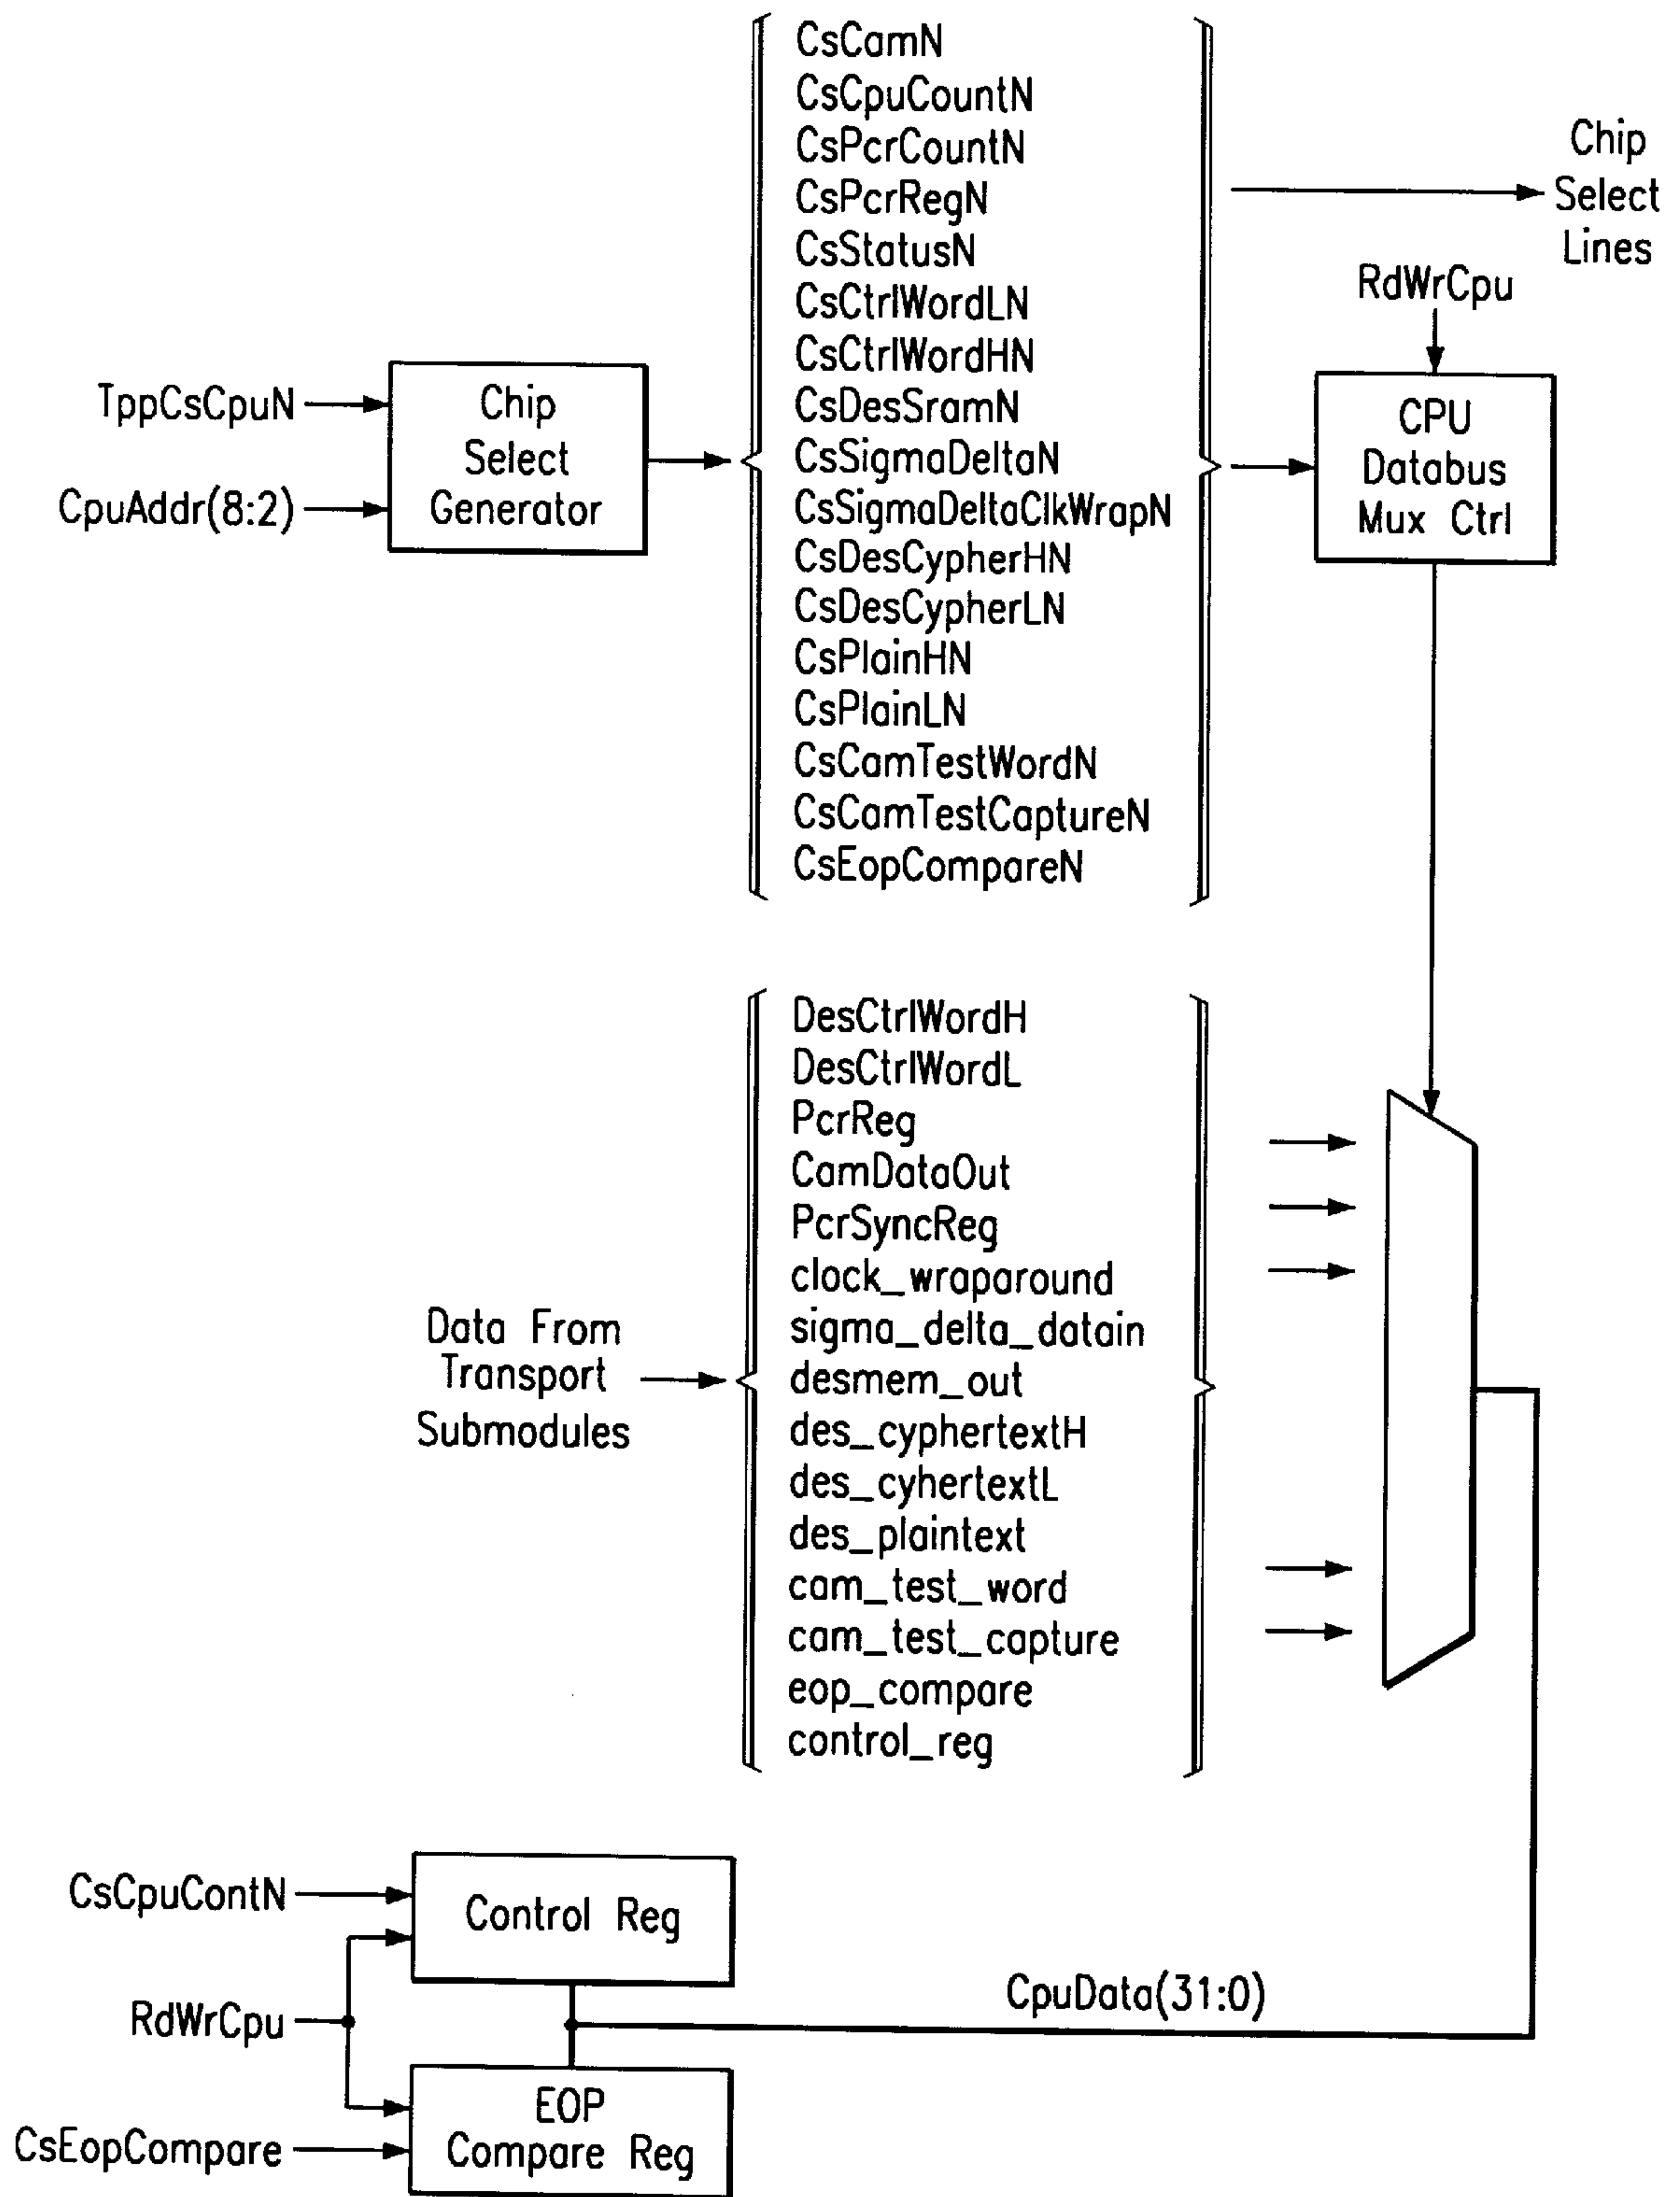 CsCamN
CsCpuCountN
CsPcrCountN
CsPcrRegN
CsStatusN
CsCtrlWordLN
CsCtrlWordHN
CsDesSramN
CsSigmaDeltaN
CsSigmaDeltaClkWrapN
CsDesCypherHN
CsDesCypherLN
CsPlainHN
CsPlainLN
CsCamTestWordN
CsCamTestCaptureN
CsEopCompareN
Chip
Select
Lines
RdWrCpu
TppCsCpuN
CpuAddr(8:2)
Chip
Select
Generator
CPU
Databus
Mux Ctrl
Data From
Transport
Submodules
DesCtrlWordH
DesCtrlWordL
PcrReg
CamDataOut
PcrSyncReg
clock_wraparound
sigma_delta_datain
desmem_out
des_cyphertextH
des_cyhertextL
des_plaintext
cam_test_word
cam_test_capture
eop_compare
control_reg
CsCpuContN
Control Reg
RdWrCpu
CpuData(31:0)
EOP
Compare Reg
CsEopCompare